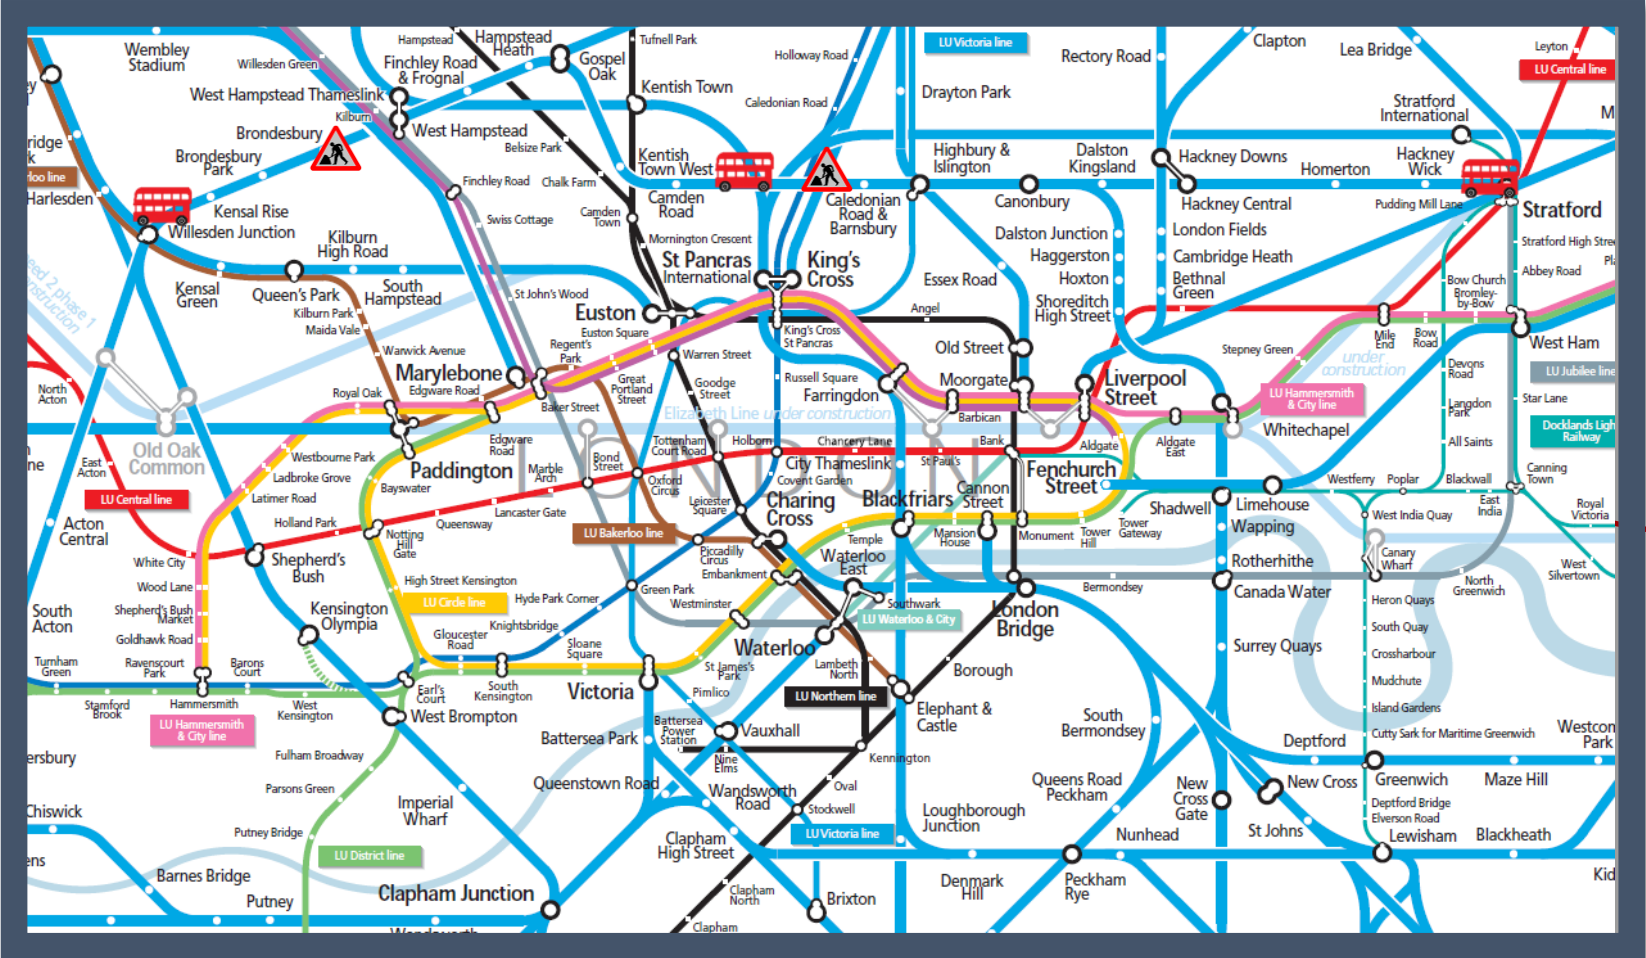 Wembley
Stadium
Willesden Green
Hampstead
Hampstead
Heath
Finchley Road
& Frognal
Gospel
Oak
Tufnell Park
Holloway Road
LU Victoria line
Rectory Road
Clapton
Lea Bridge
Leyton
LU Central line
West Hampstead Thameslink
Kilburn
Kentish Town
Caledonian Road
Drayton Park
Stratford
International
Brondesbury
West Hampstead
Belsize Park
Brondesbury
Park
Kentish
Town West
Highbury &
Islington
Dalston
Kingsland
Hackney Downs
Homerton
Hackney
Wick
Harlesden
Finchley Road
Chalk Farm
Camden
Road
Caledonian
Road &
Barnsbury
Canonbury
Hackney Central
Pudding Mill Lane
Stratford
Kensal Rise
Willesden Junction
Swiss Cottage
Camden
Town
Mornington Crescent
Kilburn
High Road
St Pancras
International
King's
Cross
Dalston Junction
Haggerston
Hoxton
Shoreditch
High Street
London Fields
Cambridge Heath
Bethnal
Green
Stratford High Stree
Abbey Road
Bow Church
Bromley-
by-Bow
Kensal
Green
Queen's Park
South
Hampstead
St John's Wood
Essex Road
Kilburn Park
Maida Vale
Euston
Euston Square
Angel
King's Cross
St Pancras
eed 2 phase 1
onstruction
Warwick Avenue
Regent's
Park
Warren Street
Old Street
Stepney Green
Mile
End
Bow
Road
West Ham
under
construction
Marylebone
Edgware Road
Royal Oak
Baker Street
Great
Portland
Street
Goodge
Street
Russell Square
Farringdon
Moorgate
Liverpool
Street
Devons
Road
LU Jubilee line
North
Acton
LU Hammersmith
& City line
Langdon
Park
Star Lane
Elizabeth Line under construction
Barbican
Whitechapel
All Saints
Docklands Ligh
Railway
Old Oak
Common
LONDON
Edgware
Road
Tottenham
Court Road
Holborn
Chancery Lane
Bank
Aldgate
Aldgate
East
East
Acton
Westbourne Park
Ladbroke Grove
Latimer Road
Paddington
Bayswater
Marble
Arch
Bond
Street
Oxford
Circus
City Thameslink
St Paul's
Covent Garden
Fenchurch
Street
Canning
Town
LU Central line
Lancaster Gate
Leicester
Square
Charing
Cross
Blackfriars
Cannon
Street
Shadwell
Limehouse
Westferry
Poplar
Blackwall
East
India
Royal
Victoria
Acton
Central
Holland Park
Queensway
LU Bakerloo line
Temple
Mansion
House
Monument
Tower
Hill
Tower
Gateway
Wapping
West India Quay
Notting
Hill
Gate
White City
Shepherd's
Bush
Piccadilly
Circus
Embankment
Waterloo
East
Rotherhithe
Canary
Wharf
West
Silvertown
Wood Lane
High Street Kensington
LU Circle line
Hyde Park Corner
Green Park
Westminster
Southwark
Bermondsey
Canada Water
North
Greenwich
South
Acton
Shepherd's Bush
Market
Goldhawk Road
Kensington
Olympia
Knightsbridge
LU Waterloo & City
London
Bridge
Heron Quays
South Quay
Crossharbour
Turnham
Green
Ravenscourt
Park
Barons
Court
Gloucester
Road
Sloane
Square
Waterloo
St James's
Park
Lambeth
North
Borough
Surrey Quays
Mudchute
Stamford
Brook
Hammersmith
West
Kensington
Earl's
Court
South
Kensington
Victoria
Pimlico
LU Northern line
Elephant &
Castle
Island Gardens
LU Hammersmith
& City line
West Brompton
Battersea
Power
Station
Vauxhall
South
Bermondsey
Cutty Sark for Maritime Greenwich
Westcom
Park
Battersea Park
Kennington
Deptford
ersbury
Fulham Broadway
Nine
Elms
Parsons Green
Queenstown Road
Wandsworth
Road
Oval
Queens Road
Peckham
New
Cross
Gate
New Cross
Greenwich
Maze Hill
Chiswick
Imperial
Wharf
Stockwell
Loughborough
Junction
Deptford Bridge
Elverson Road
Putney Bridge
LU Victoria line
Nunhead
St Johns
Lewisham
Blackheath
LU District line
Clapham
High Street
Barnes Bridge
Clapham Junction
Clapham
North
Brixton
Denmark
Hill
Peckham
Rye
Kid
Putney
Clapham